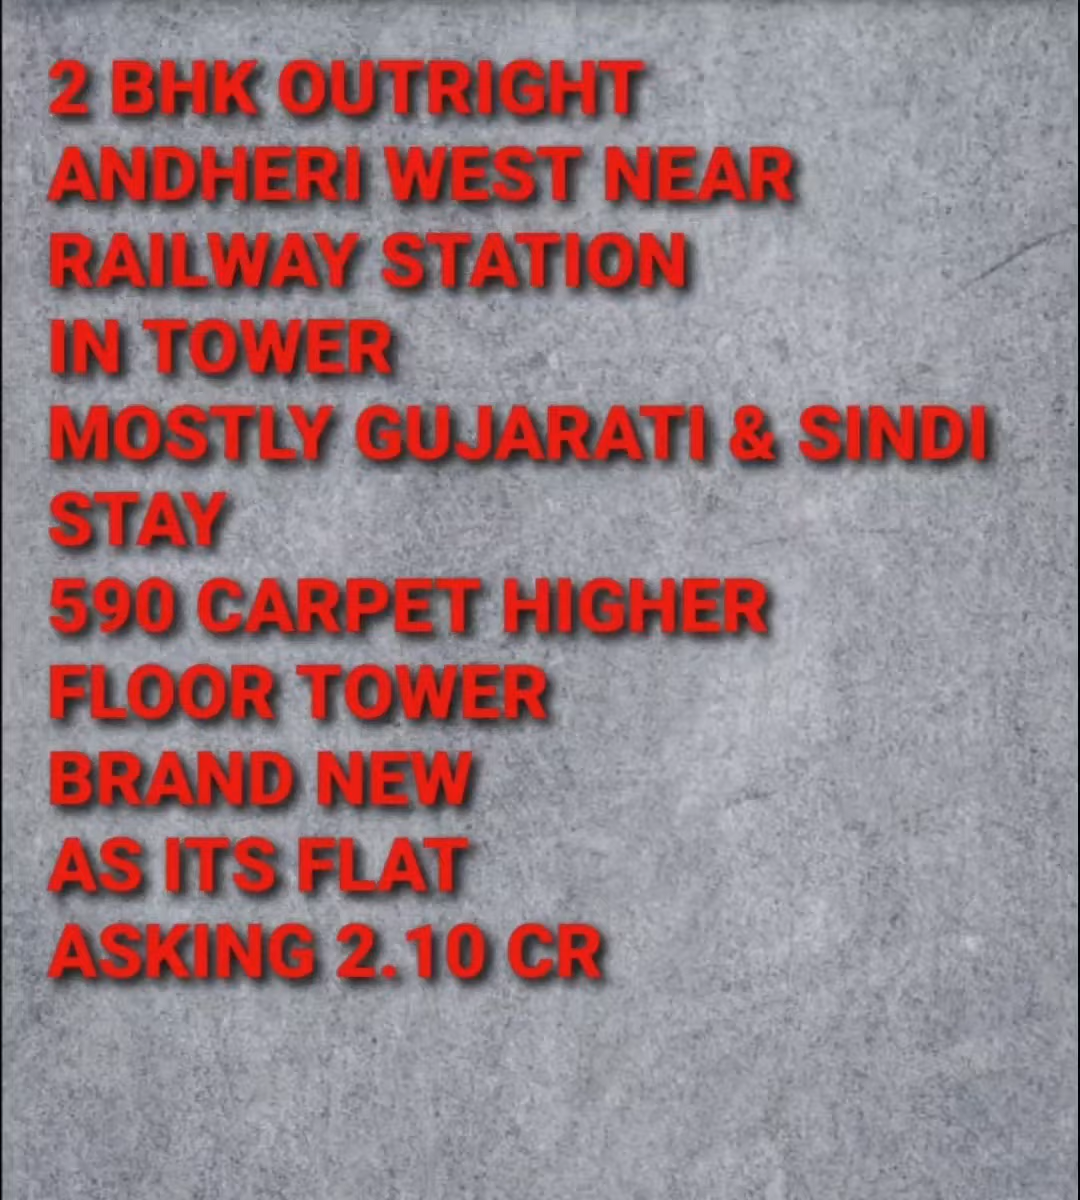 2 BHK OUTRIGHT
ANDHERI WEST NEAR
RAILWAY STATION
IN TOWER
MOSTLY GUJARATI & SINDI
STAY
590 CARPET HIGHER
FLOOR TOWER
BRAND NEW
AS ITS FLAT
ASKING 2.10 CR